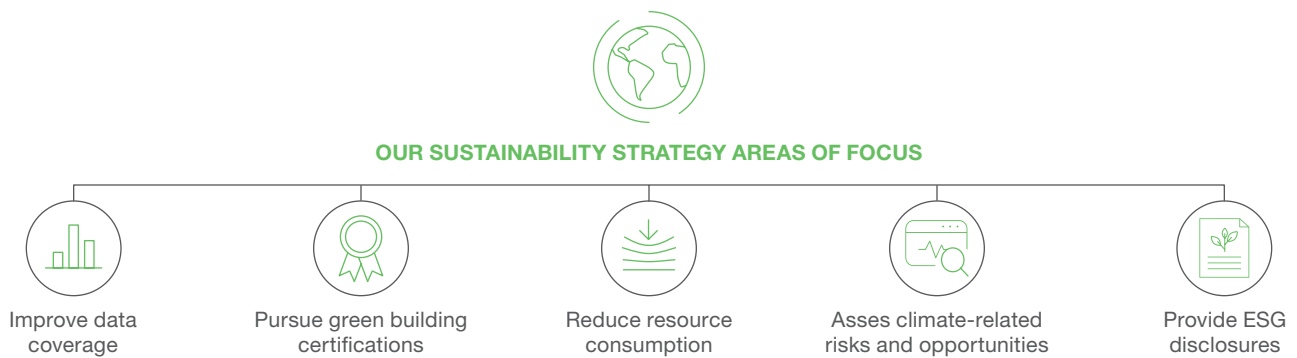 OUR SUSTAINABILITY STRATEGY AREAS OF FOCUS
Improve data
coverage
Pursue green building
certifications
Reduce resource
consumption
Asses climate-related
risks and opportunities
Provide ESG
disclosures